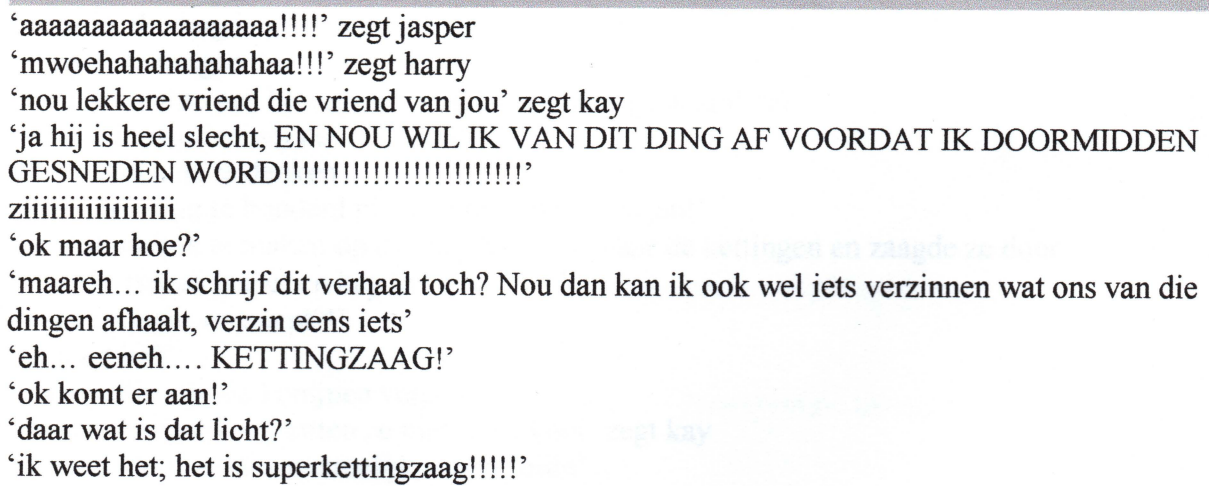 ‘aaaaaaaaaaaaaaaaaa!!!!’ zegt jasper
‘mwoehahahahahahaa!!!’ zegt harry
‘nou lekkere vriend die vriend van jou’ zegt kay
‘ja hij is heel slecht, EN NOU WIL IK VAN DIT DING AF VOORDAT IK DOORMIDDEN
GESNEDEN WORD!!!!!!!!!!!!!!!!!!!!!!!!’
ziiiiiiiiiiiiiiiii
‘ok maar hoe?’
‘maareh… ik schrijf dit verhaal toch? Nou dan kan ik ook wel iets verzinnen wat ons van die
dingen afhaalt, verzin eens iets’
‘eh… eeneh…. KETTINGZAAG!’
‘ok komt er aan!’
‘daar wat is dat licht?’
‘ik weet het; het is superkettingzaag!!!!!’